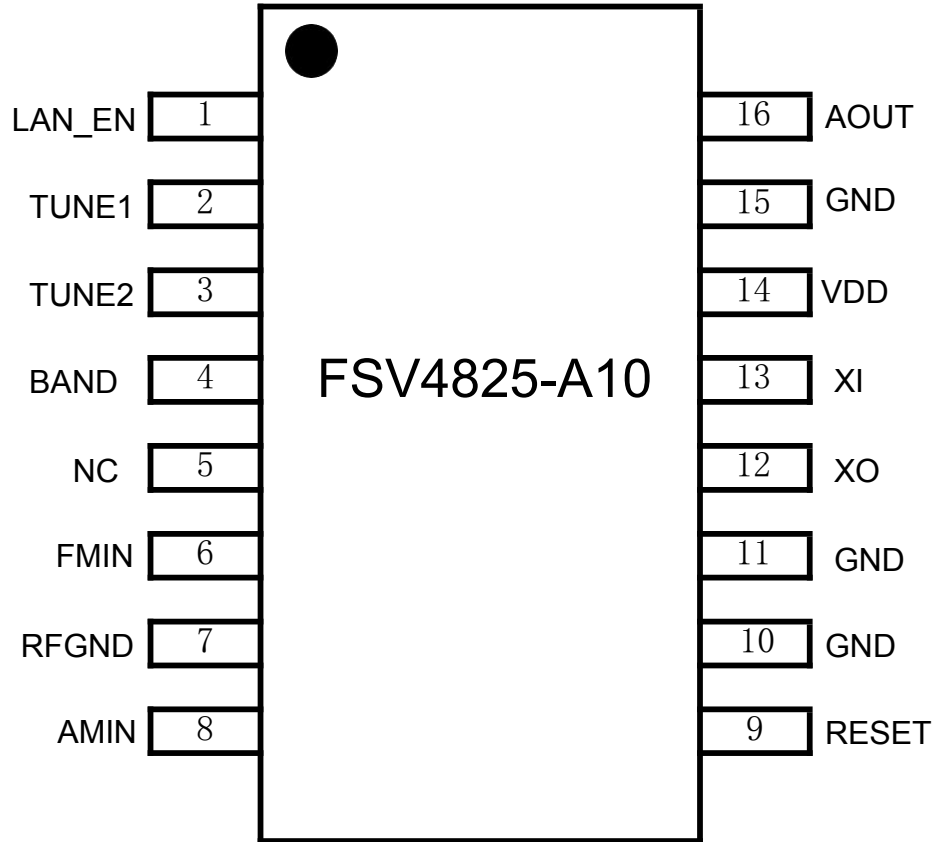 LAN_EN 1 16 AOUT
TUNE1 2 15 GND
TUNE2 3 14 VDD
BAND 4 FSV4825-A10 13 XI
NC 5 12 XO
FMIN 6 11 GND
RFGND 7 10 GND
AMIN 8 9 RESET